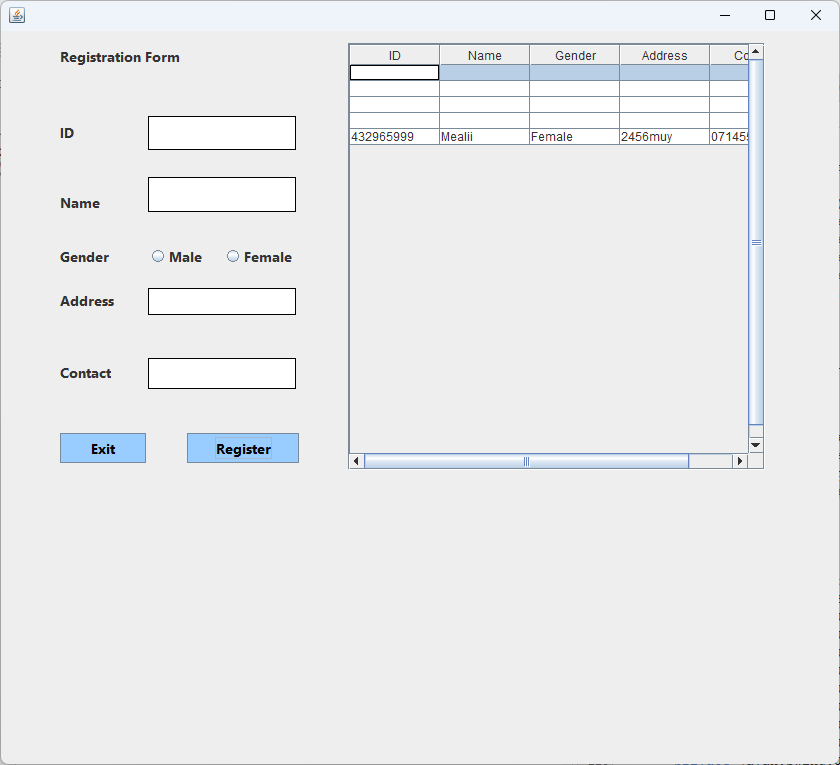 Registration Form
ID
Name
Gender
Male
Female
Address
Contact
Exit
Register
ID Name Gender Address Co
432965999 Mealii Female 2456muy 07145